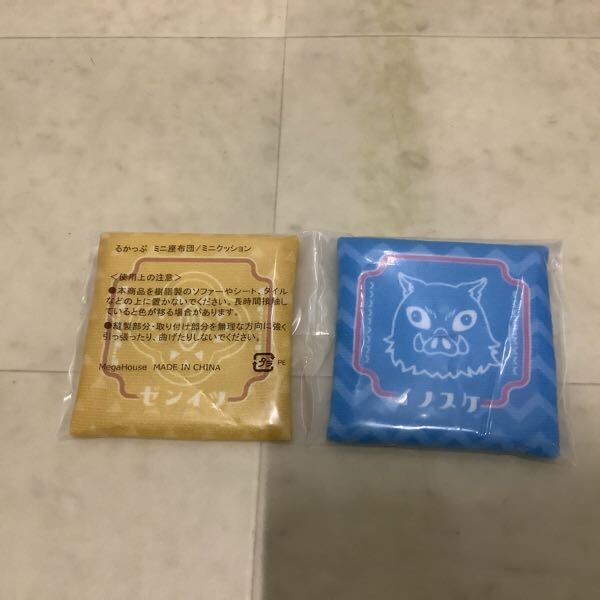 るかっぷ ミニ座布団/ミニクッション
<使用上の注意>
●本商品を樹脂製のソファーやシート、タイル
などの上に置かないでください。長時間接触し
ていると色が移る場合があります。
●縫製部分・取り付け部分を無理な方向に強く
引っ張ったり、曲げたりしないでください。
MegaHouse MADE IN CHINA
プラ
PE
センイツ
ノスケ